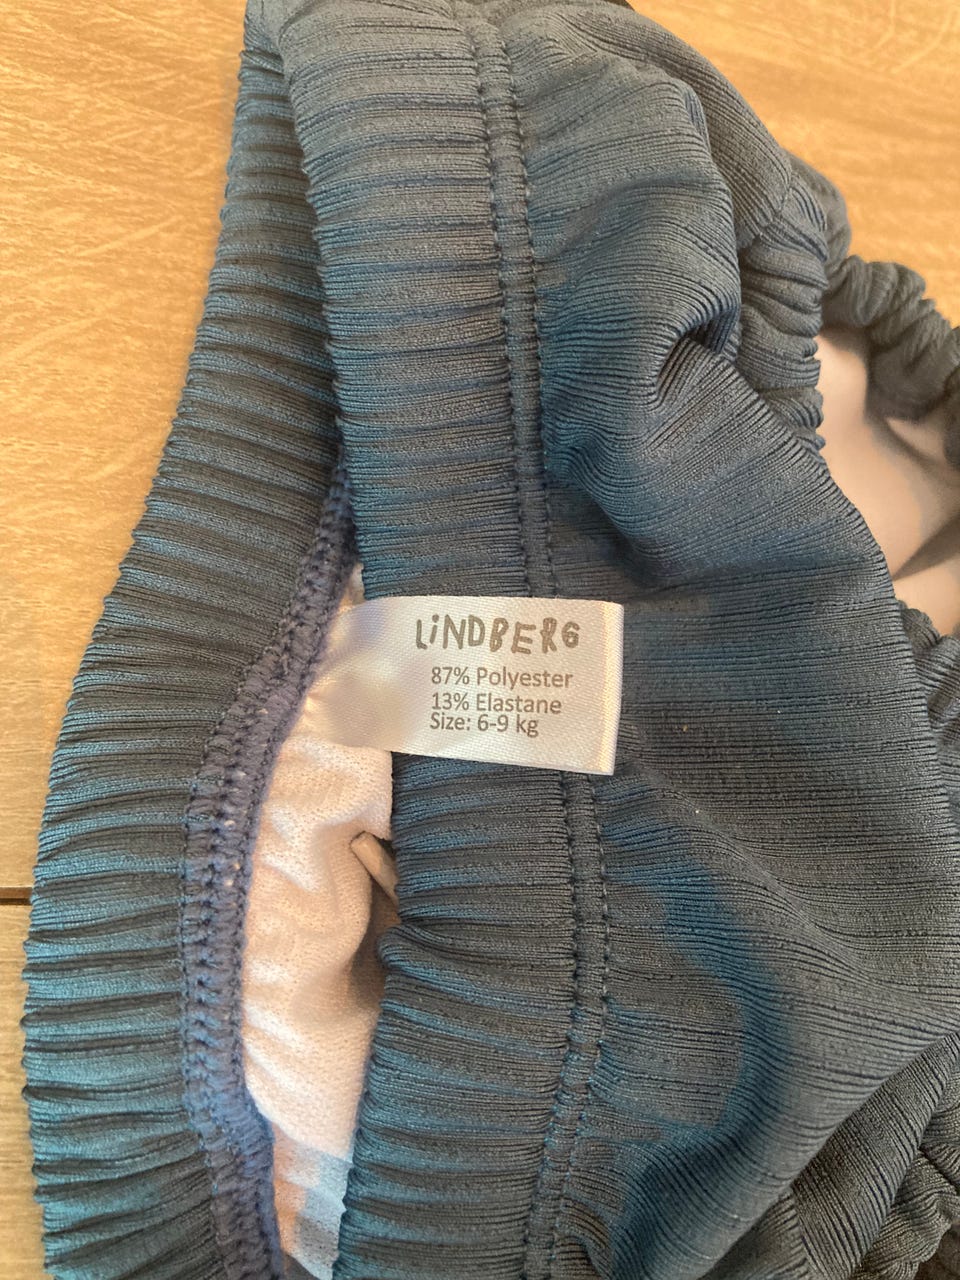 LiNDBERG
87% Polyester
13% Elastane
Size: 6-9 kg